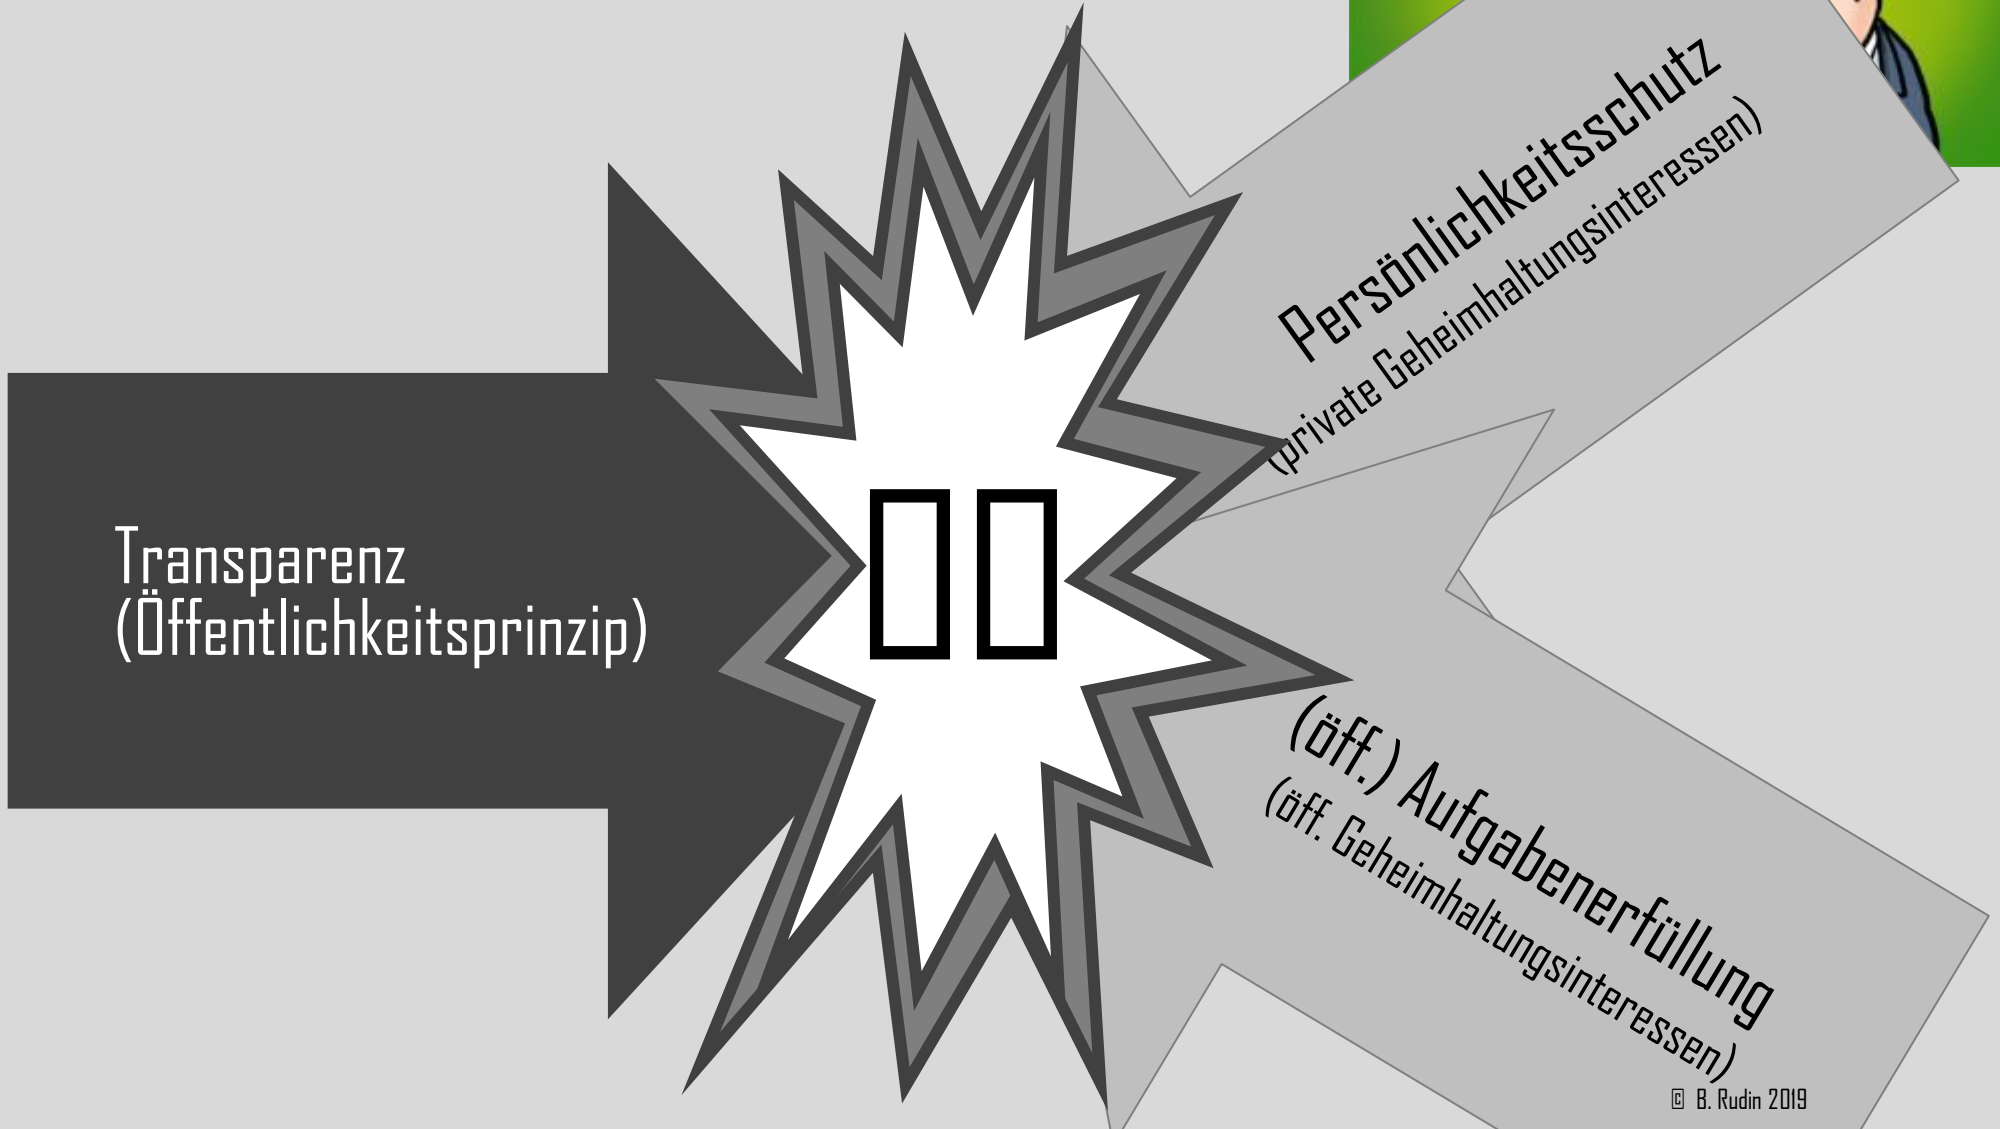 Transparenz
(Öffentlichkeitsprinzip)
Persönlichkeitsschutz
(private Geheimhaltungsinteressen)
(öff.) Aufgabenerfüllung
(öff. Geheimhaltungsinteressen)
© B. Rudin 2019